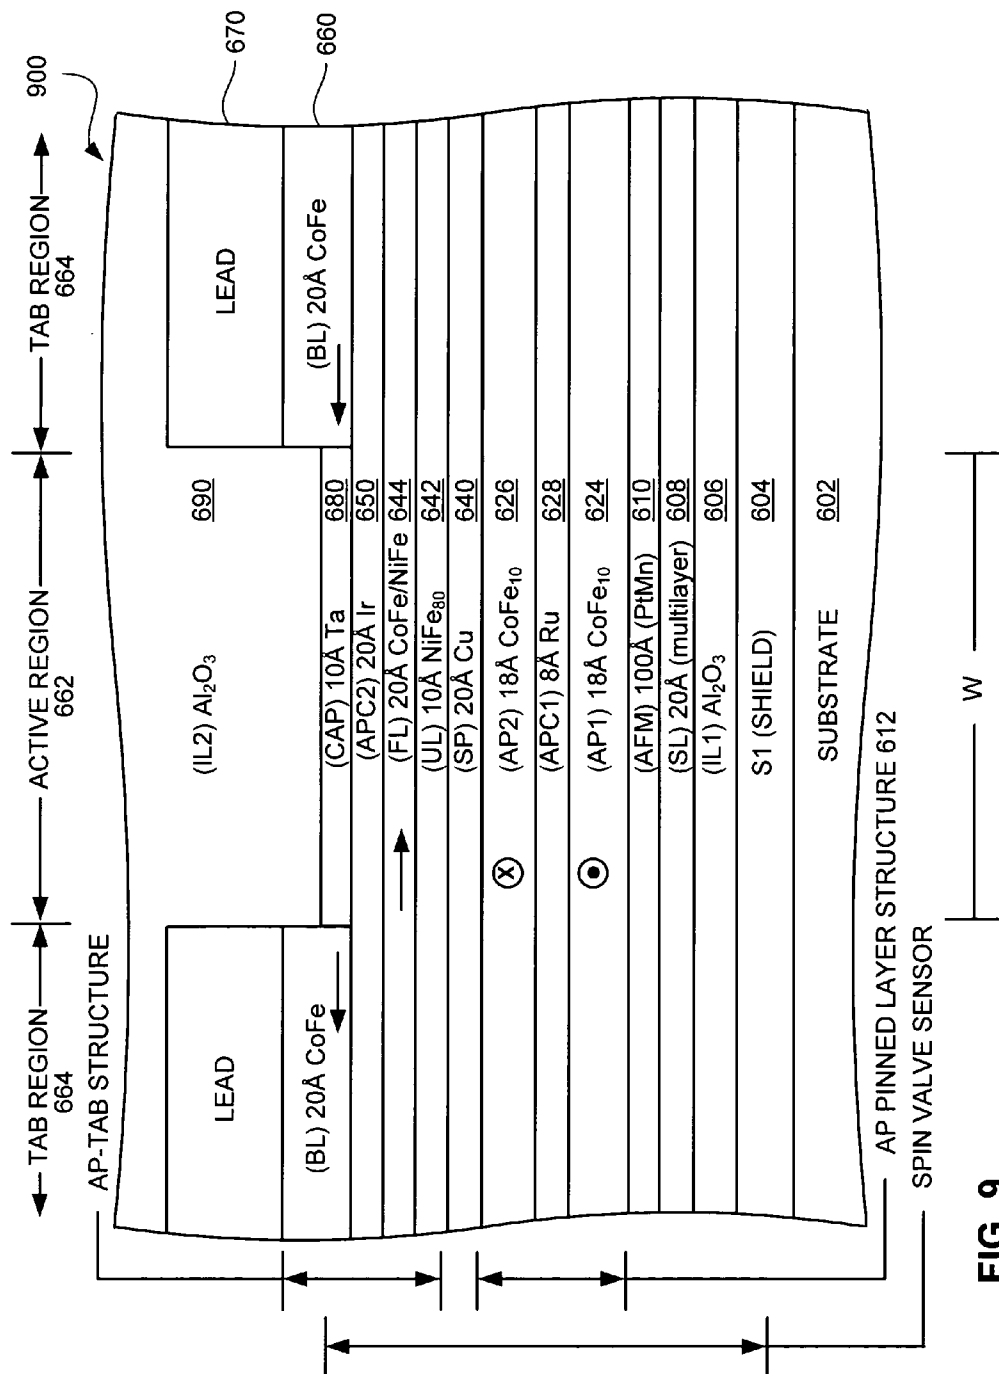 TAB REGION
664
ACTIVE REGION
662
TAB REGION
664
900
AP-TAB STRUCTURE
670
660
LEAD
(IL2) Al₂O₃ 690
LEAD
(BL) 20Å CoFe
(BL) 20Å CoFe
(CAP) 10Å Ta 680
(APC2) 20Å Ir 650
(FL) 20Å CoFe/NiFe 644
(UL) 10Å NiFe₈₀ 642
(SP) 20Å Cu 640
X
(AP2) 18Å CoFe₁₀ 626
(APC1) 8Å Ru 628
(AP1) 18Å CoFe₁₀ 624
(AFM) 100Å (PtMn) 610
(SL) 20Å (multilayer) 608
(IL1) Al₂O₃ 606
S1 (SHIELD) 604
SUBSTRATE 602
AP PINNED LAYER STRUCTURE 612
SPIN VALVE SENSOR
W
FIG. 9